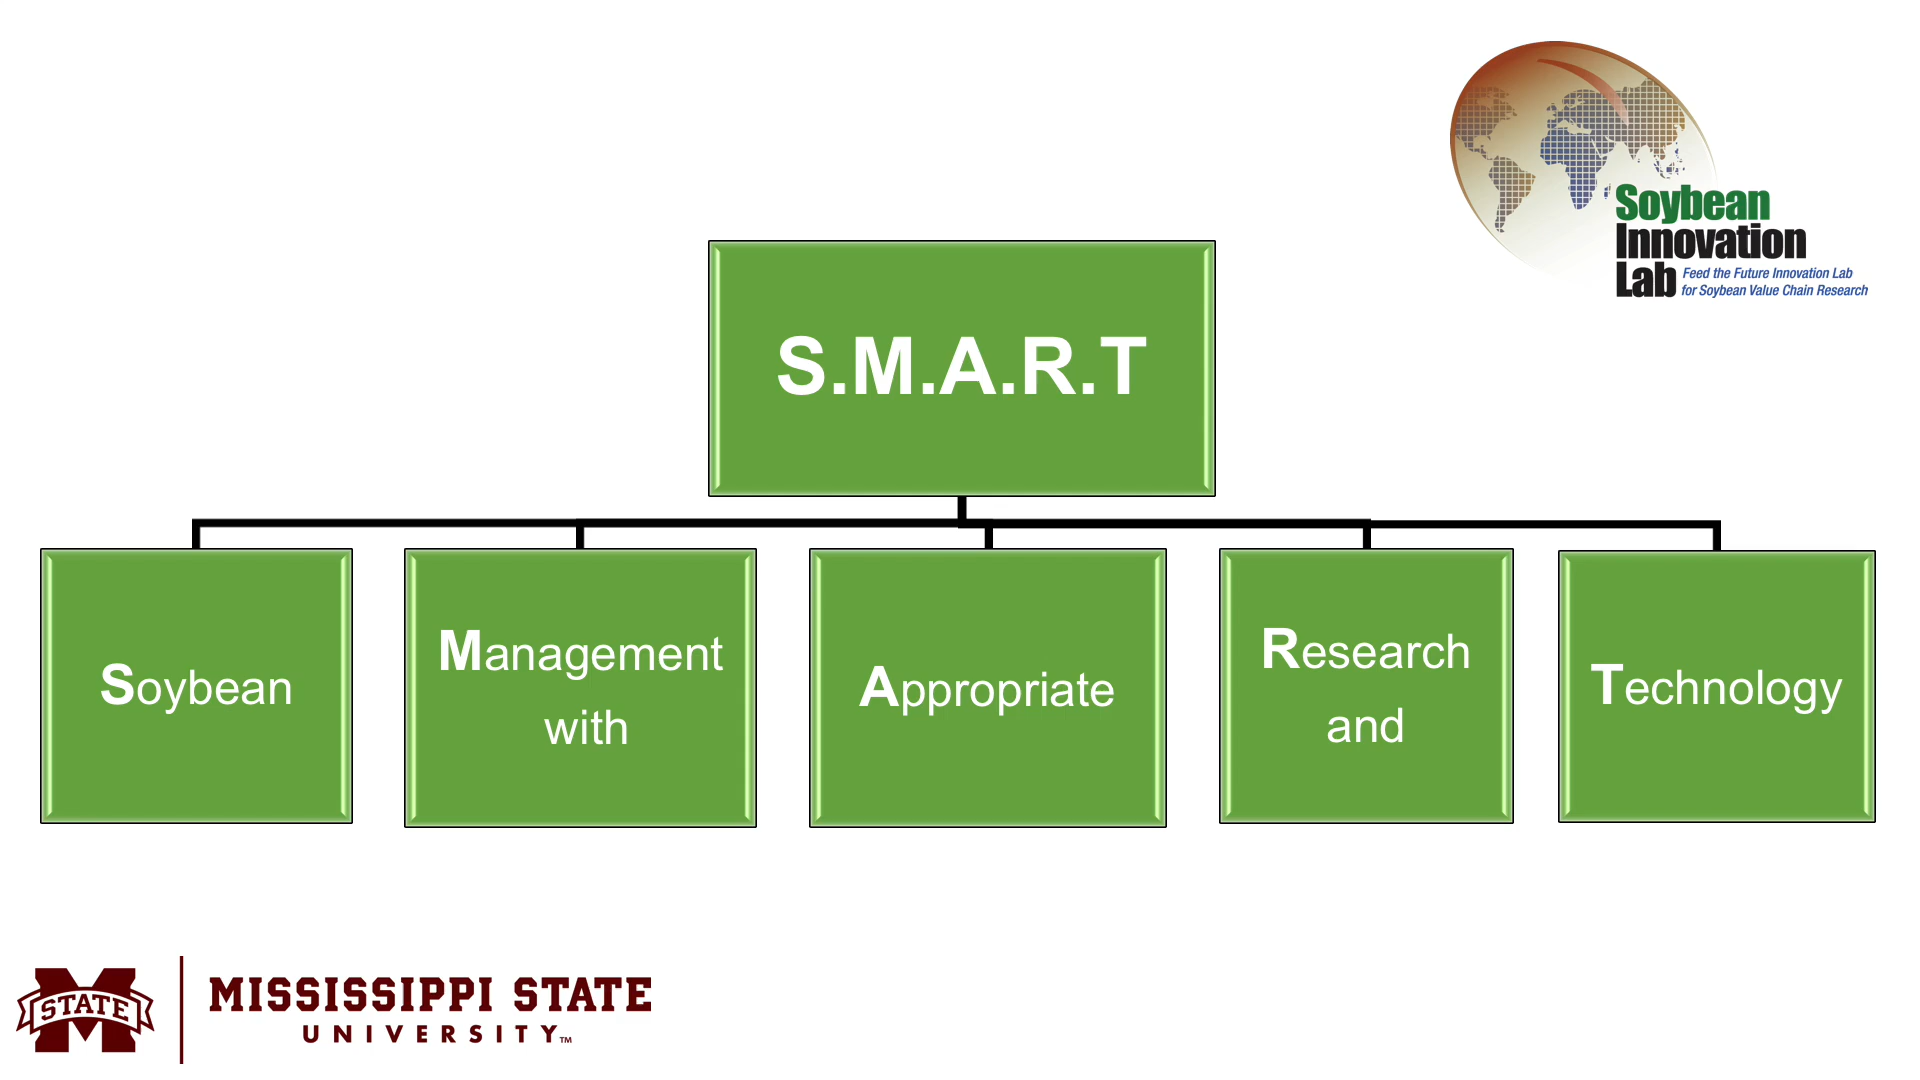 Soybean
Innovation
Lab
Feed the Future Innovation Lab
for Soybean Value Chain Research
S.M.A.R.T
Soybean
Management
with
Appropriate
Research
and
Technology
STATE
MISSISSIPPI STATE
UNIVERSITY™